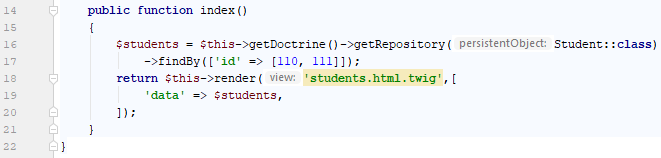 14 public function index()
15 {
16 $students = $this->getDoctrine()->getRepository( persistentObject: Student::class)
17 ->findBy(['id' => [110, 111]]);
18 return $this->render( view: 'students.html.twig',[
19 'data' => $students,
20 ]);
21 }
22 }